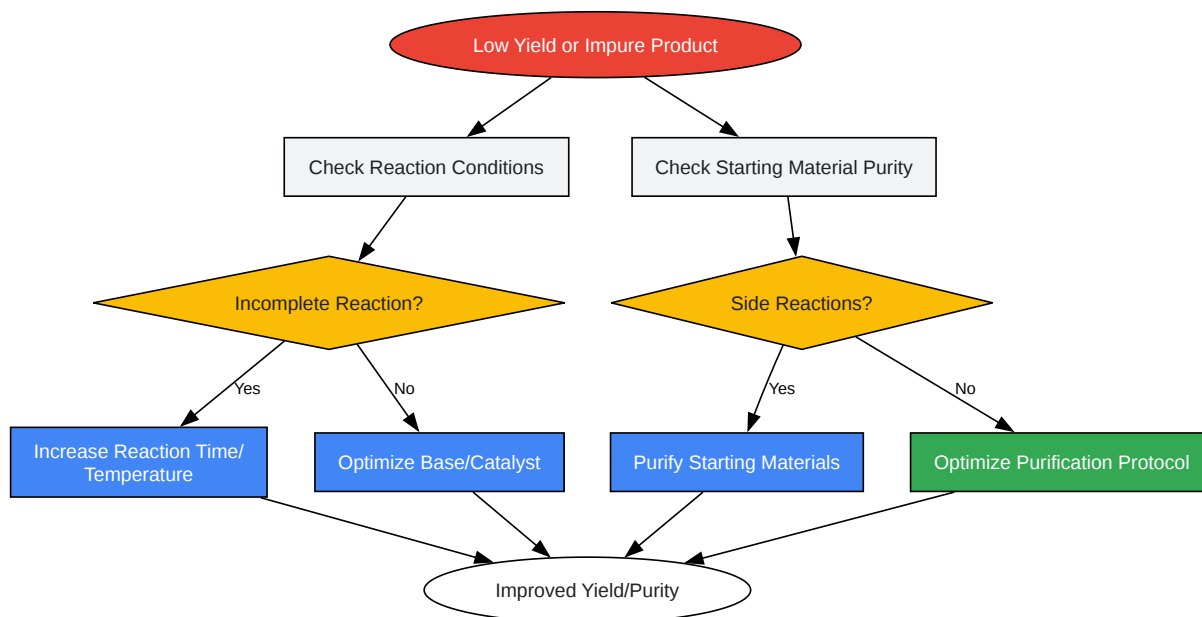 Low Yield or Impure Product
Check Reaction Conditions
Check Starting Material Purity
Incomplete Reaction?
Side Reactions?
Yes
No
Yes
No
Increase Reaction Time/
Temperature
Optimize Base/Catalyst
Purify Starting Materials
Optimize Purification Protocol
Improved Yield/Purity